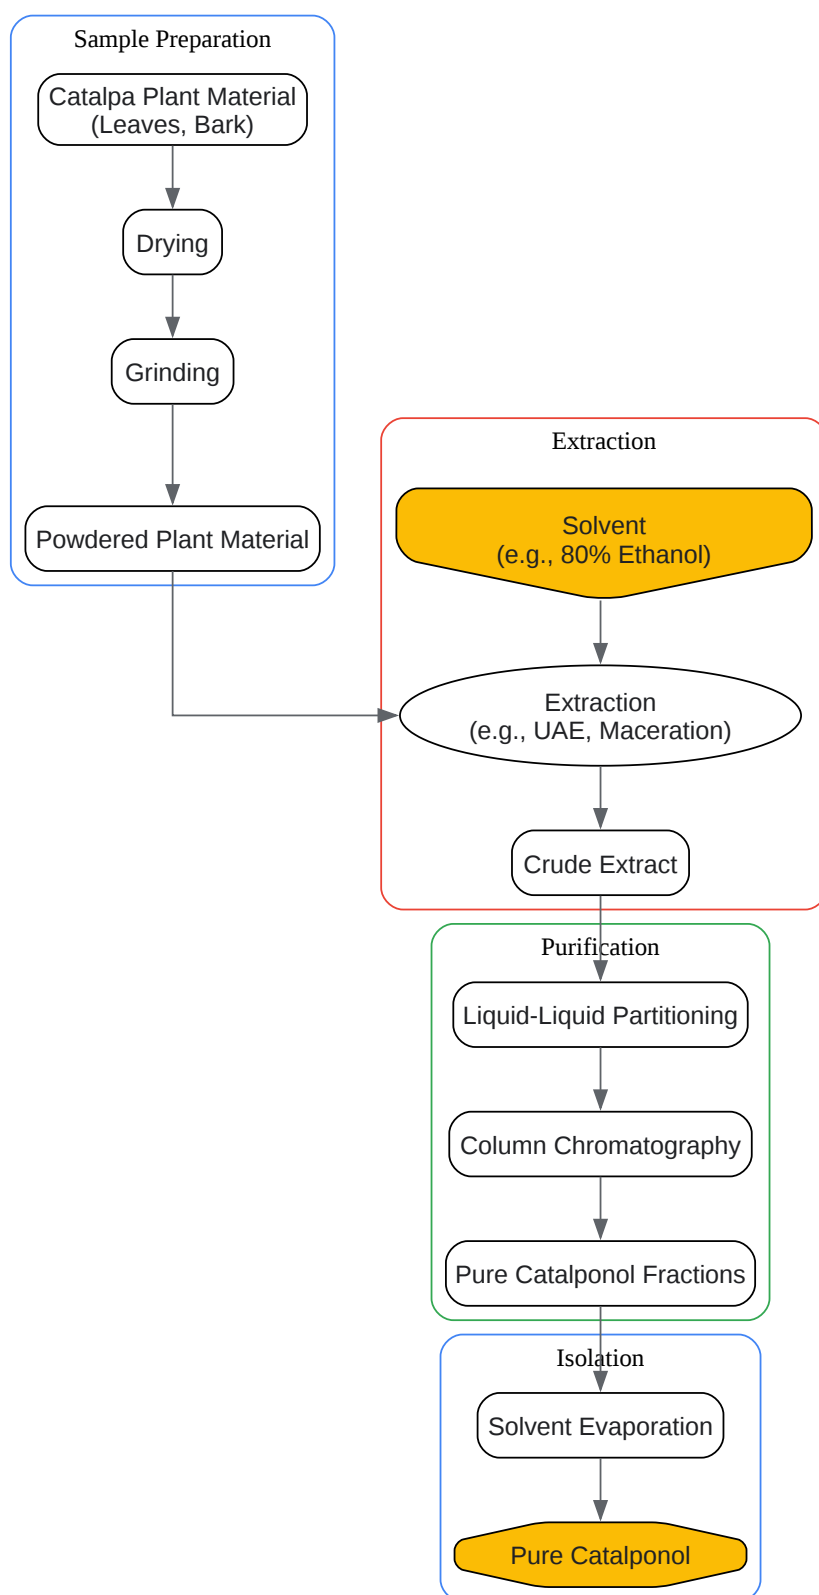 Sample Preparation
Catalpa Plant Material
(Leaves, Bark)
Drying
Grinding
Powdered Plant Material
Extraction
Solvent
(e.g., 80% Ethanol)
Extraction
(e.g., UAE, Maceration)
Crude Extract
Purification
Liquid-Liquid Partitioning
Column Chromatography
Pure Catalponol Fractions
Isolation
Solvent Evaporation
Pure Catalponol